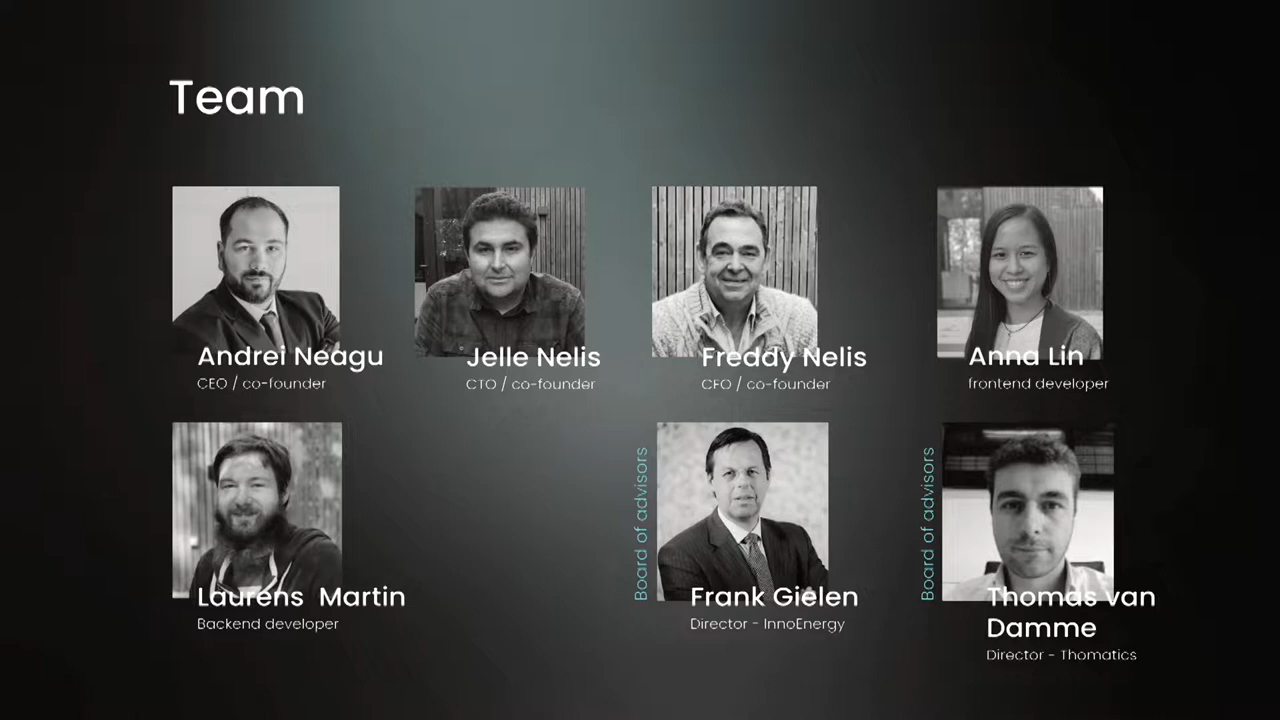 Team
Andrei Neagu
CEO / co-founder
Jelle Nelis
CTO / co-founder
Freddy Nelis
CFO / co-founder
Anna Lin
frontend developer
Laurens Martin
Backend developer
Board of advisors
Frank Gielen
Director - InnoEnergy
Board of advisors
Thomas van
Damme
Director - Thomatics